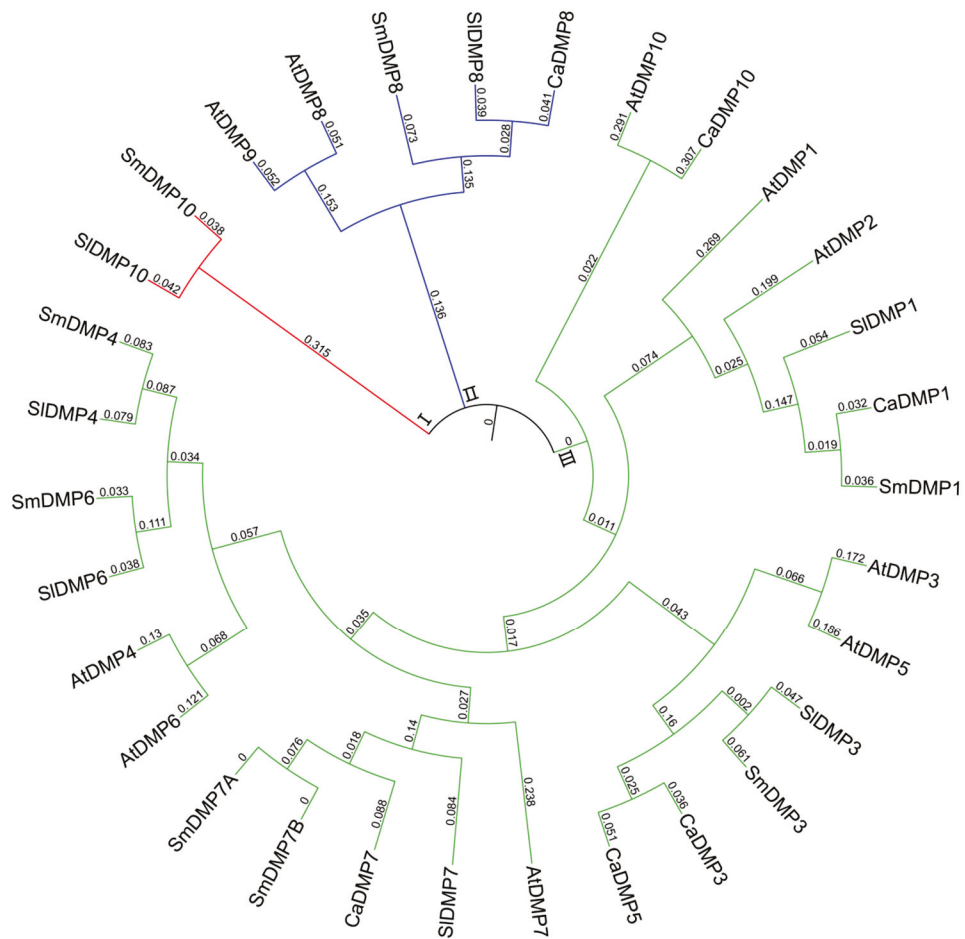 SmDMP8
0.073
SlDMP8
0.039
CaDMP8
0.041
0.028
0.135
AtDMP8
0.051
AtDMP9
0.052
0.153
0.136
SmDMP10
0.038
SlDMP10
0.042
0.315
AtDMP10
0.291
CaDMP10
0.307
0.022
AtDMP1
0.269
AtDMP2
0.199
SlDMP1
0.054
CaDMP1
0.032
SmDMP1
0.036
0.019
0.147
0.025
0.074
I
II
III
0
0
0.011
0.017
AtDMP3
0.172
AtDMP5
0.186
0.066
SlDMP3
0.047
SmDMP3
0.061
0.002
CaDMP3
0.036
CaDMP5
0.051
0.025
0.16
0.043
0.035
AtDMP7
0.238
SlDMP7
0.084
CaDMP7
0.088
SmDMP7B
0
SmDMP7A
0
0.076
0.018
0.14
0.027
AtDMP6
0.121
AtDMP4
0.13
0.068
SlDMP6
0.038
SmDMP6
0.033
0.111
SlDMP4
0.079
SmDMP4
0.083
0.087
0.034
0.057